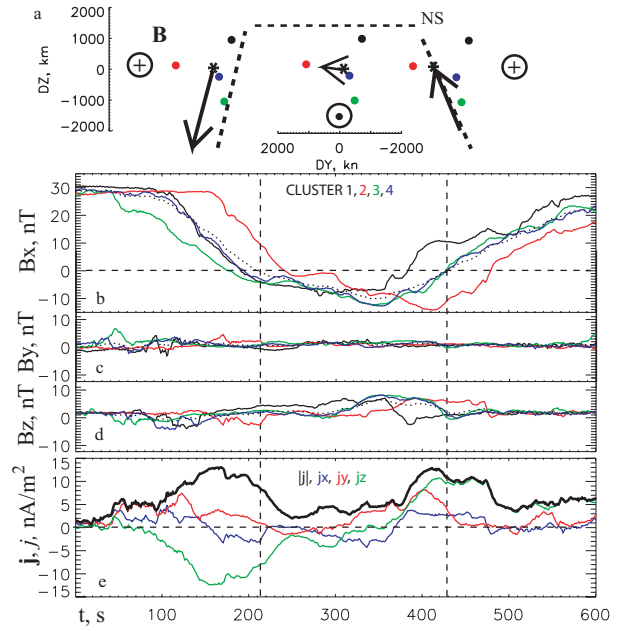 a
NS
B
2000
1000
0
−1000
−2000
DZ, km
2000
0
−2000
DY, kn
CLUSTER 1, 2, 3, 4
30
20
10
0
−10
Bx, nT
b
10
0
−10
By, nT
c
10
0
−10
Bz, nT
d
|j|, jx, jy, jz
15
10
5
0
−5
−10
−15
j, j, nA/m²
e
t, s
100
200
300
400
500
600